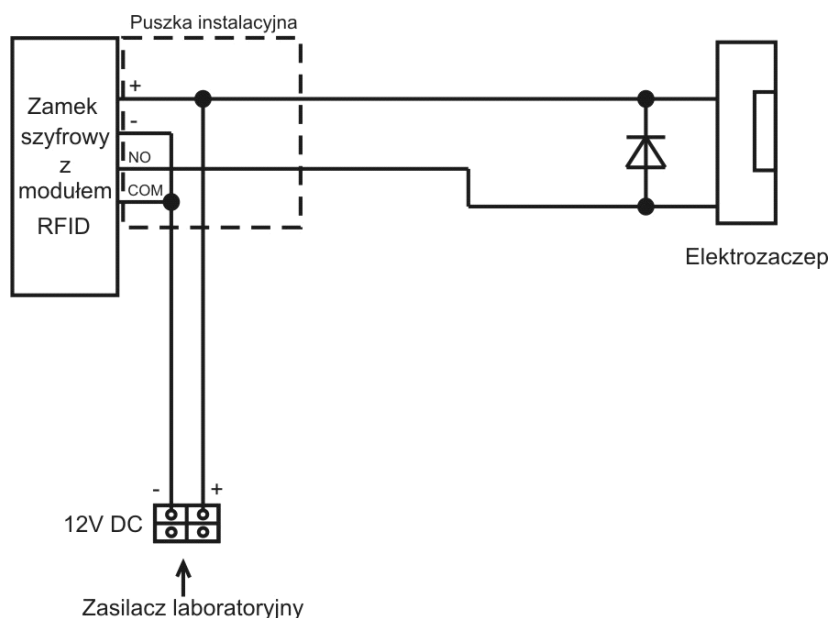 Puszka instalacyjna
+
-
NO
COM
Zamek
szyfrowy
z
modułem
RFID
Elektrozaczep
- +
12V DC
Zasilacz laboratoryjny